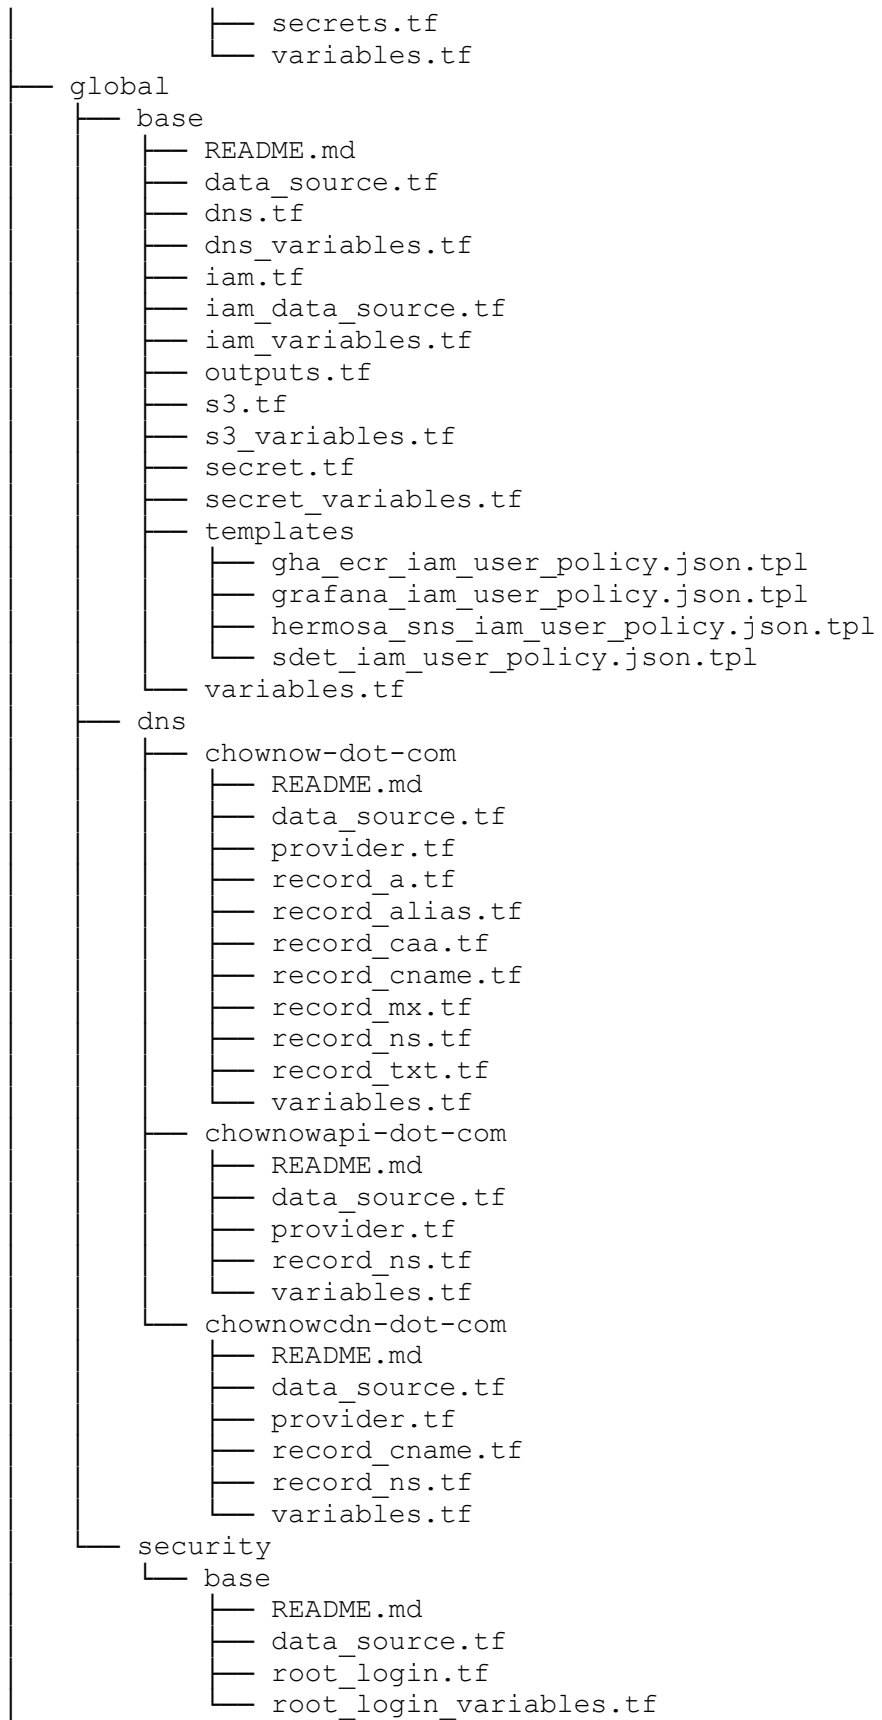 │           ├── secrets.tf
│           └── variables.tf
├── global
│   ├── base
│   │   ├── README.md
│   │   ├── data_source.tf
│   │   ├── dns.tf
│   │   ├── dns_variables.tf
│   │   ├── iam.tf
│   │   ├── iam_data_source.tf
│   │   ├── iam_variables.tf
│   │   ├── outputs.tf
│   │   ├── s3.tf
│   │   ├── s3_variables.tf
│   │   ├── secret.tf
│   │   ├── secret_variables.tf
│   │   ├── templates
│   │   │   ├── gha_ecr_iam_user_policy.json.tpl
│   │   │   ├── grafana_iam_user_policy.json.tpl
│   │   │   ├── hermosa_sns_iam_user_policy.json.tpl
│   │   │   └── sdet_iam_user_policy.json.tpl
│   │   └── variables.tf
│   ├── dns
│   │   ├── chownow-dot-com
│   │   │   ├── README.md
│   │   │   ├── data_source.tf
│   │   │   ├── provider.tf
│   │   │   ├── record_a.tf
│   │   │   ├── record_alias.tf
│   │   │   ├── record_caa.tf
│   │   │   ├── record_cname.tf
│   │   │   ├── record_mx.tf
│   │   │   ├── record_ns.tf
│   │   │   ├── record_txt.tf
│   │   │   └── variables.tf
│   │   ├── chownowapi-dot-com
│   │   │   ├── README.md
│   │   │   ├── data_source.tf
│   │   │   ├── provider.tf
│   │   │   ├── record_ns.tf
│   │   │   └── variables.tf
│   │   └── chownowcdn-dot-com
│   │       ├── README.md
│   │       ├── data_source.tf
│   │       ├── provider.tf
│   │       ├── record_cname.tf
│   │       ├── record_ns.tf
│   │       └── variables.tf
│   └── security
│       └── base
│           ├── README.md
│           ├── data_source.tf
│           ├── root_login.tf
│           └── root_login_variables.tf